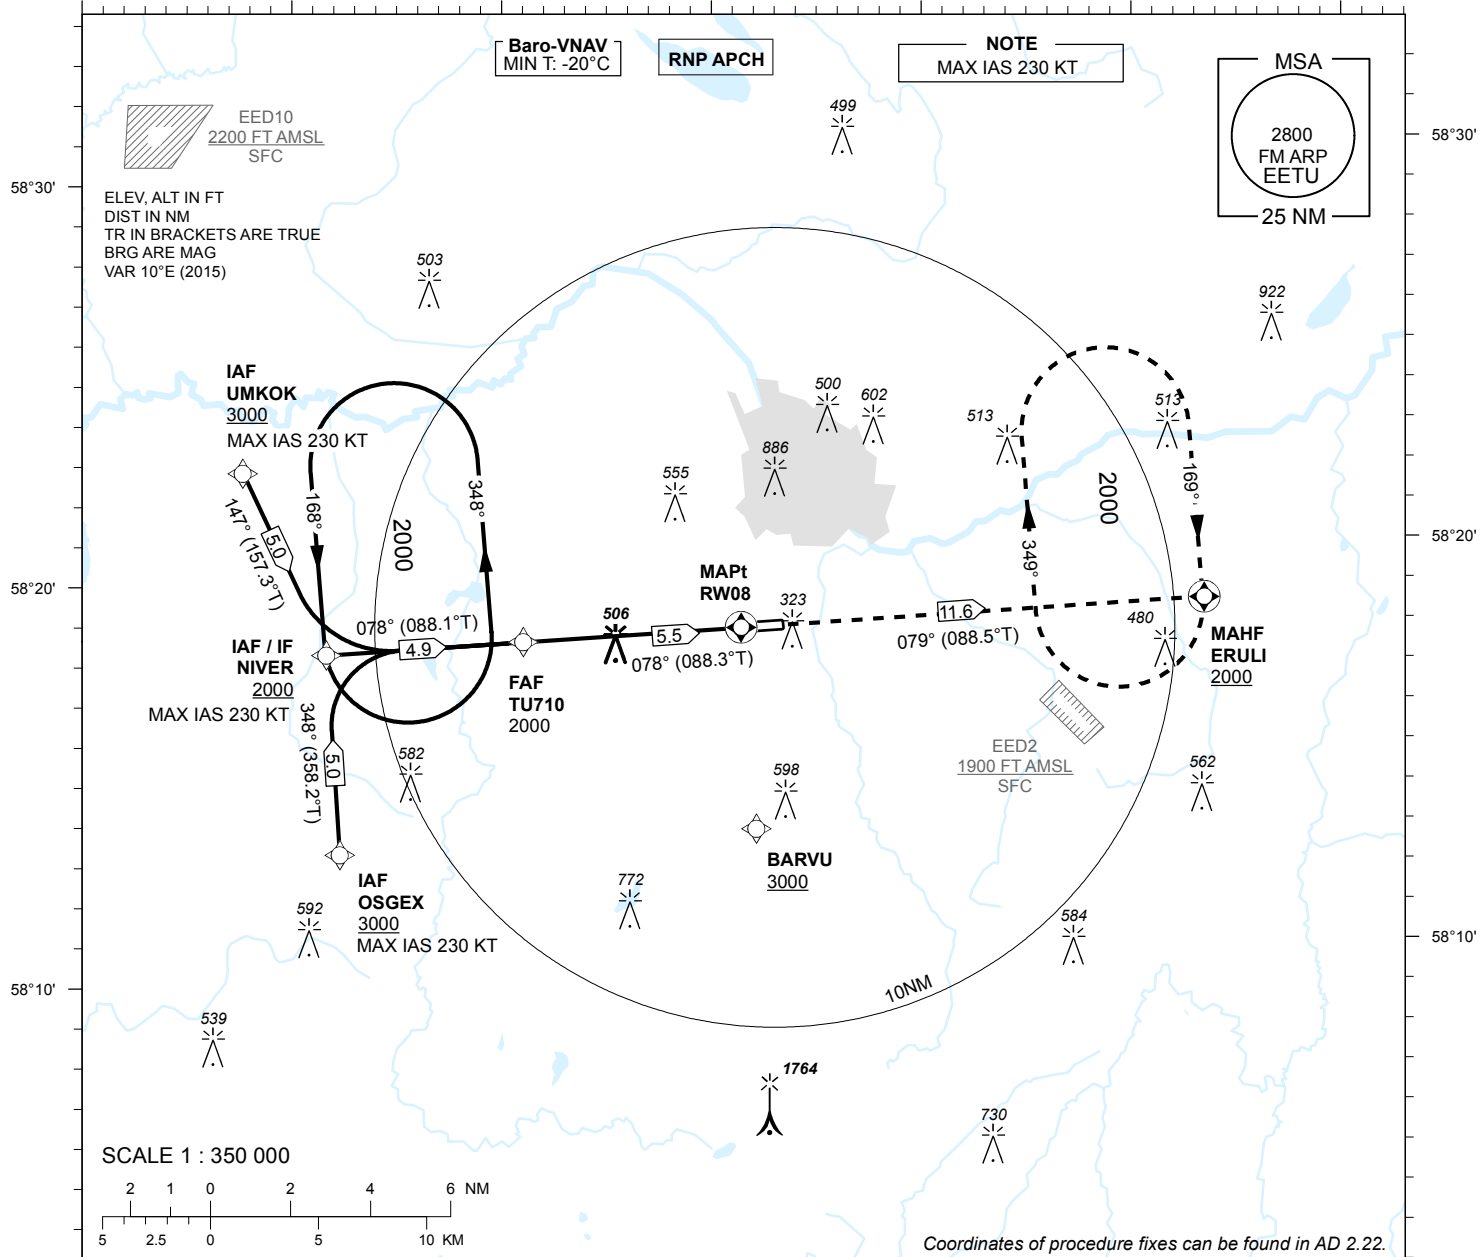 Baro-VNAV
MIN T: -20°C
RNP APCH
NOTE
MAX IAS 230 KT
MSA
2800
FM ARP
EETU
25 NM
EED10
2200 FT AMSL
SFC
ELEV, ALT IN FT
DIST IN NM
TR IN BRACKETS ARE TRUE
BRG ARE MAG
VAR 10°E (2015)
499
58°30'
58°30'
503
922
IAF
UMKOK
3000
MAX IAS 230 KT
500
602
513
513
886
555
168°
348°
2000
2000
169°
349°
147° (157.3°T)
5.0
58°20'
58°20'
MAPt
RW08
323
506
078° (088.1°T)
4.9
5.5
078° (088.3°T)
11.6
079° (088.5°T)
480
IAF / IF
NIVER
2000
MAX IAS 230 KT
FAF
TU710
2000
MAHF
ERULI
2000
348° (358.2°T)
5.0
582
598
EED2
1900 FT AMSL
SFC
562
BARVU
3000
IAF
OSGEX
3000
MAX IAS 230 KT
592
772
584
58°10'
58°10'
10NM
539
1764
730
SCALE 1 : 350 000
2 1 0 2 4 6 NM
5 2.5 0 5 10 KM
Coordinates of procedure fixes can be found in AD 2.22.